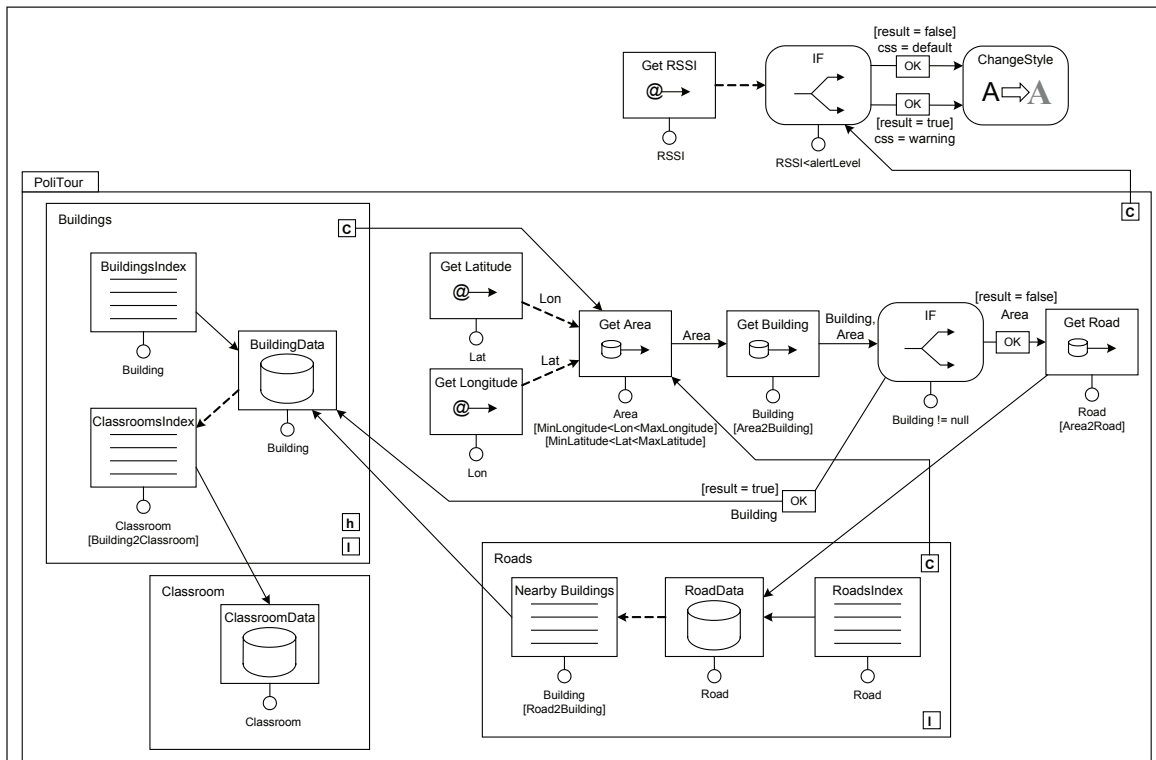 [result = false]
css = default
Get RSSI
@
RSSI
IF
OK
OK
ChangeStyle
A A
[result = true]
css = warning
RSSI<alertLevel
PoliTour
C
Buildings
C
BuildingsIndex
Building
BuildingData
Building
ClassroomsIndex
Classroom
[Building2Classroom]
h
I
Get Latitude
@
Lat
Lon
Get Longitude
@
Lon
Lat
Get Area
Area
[MinLongitude<Lon<MaxLongitude]
[MinLatitude<Lat<MaxLatitude]
Area
Get Building
Building
[Area2Building]
Building,
Area
IF
Building != null
[result = false]
Area
OK
Get Road
Road
[Area2Road]
[result = true]
OK
Building
Classroom
ClassroomData
Classroom
Roads
C
Nearby Buildings
Building
[Road2Building]
RoadData
Road
RoadsIndex
Road
I